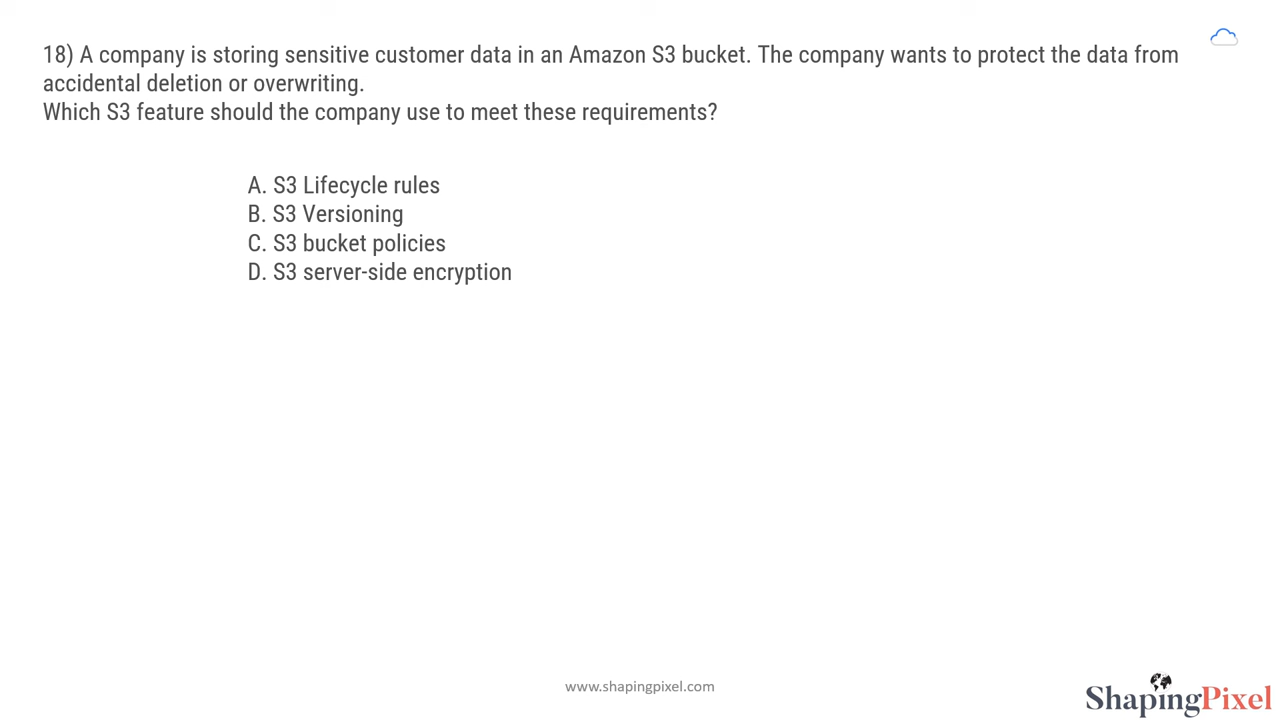 18) A company is storing sensitive customer data in an Amazon S3 bucket. The company wants to protect the data from
accidental deletion or overwriting.
Which S3 feature should the company use to meet these requirements?
A. S3 Lifecycle rules
B. S3 Versioning
C. S3 bucket policies
D. S3 server-side encryption
www.shapingpixel.com
ShapingPixel